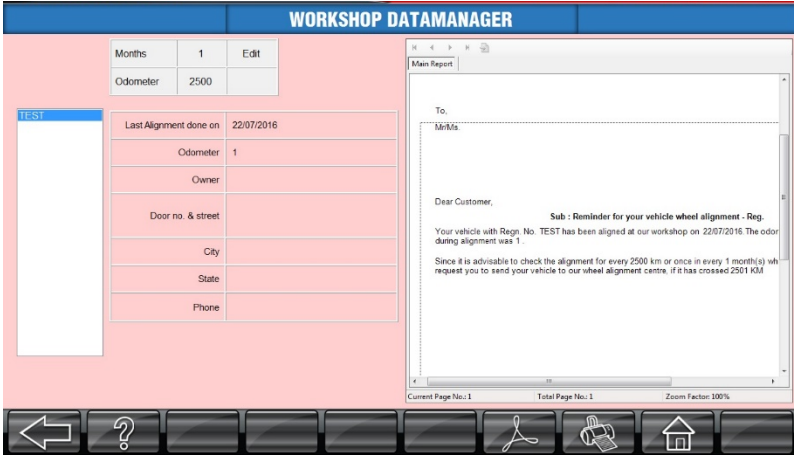 WORKSHOP DATAMANAGER
Months 1 Edit
Odometer 2500
TEST
Last Alignment done on 22/07/2016
Odometer 1
Owner
Door no. & street
City
State
Phone
Main Report
To,
Mr/Ms.
Dear Customer,
Sub : Reminder for your vehicle wheel alignment - Reg.
Your vehicle with Regn. No. TEST has been aligned at our workshop on 22/07/2016.The odor
during alignment was 1 .
Since it is advisable to check the alignment for every 2500 km or once in every 1 month(s) wh
request you to send your vehicle to our wheel alignment centre, if it has crossed 2501 KM
Current Page No.: 1 Total Page No.: 1 Zoom Factor: 100%